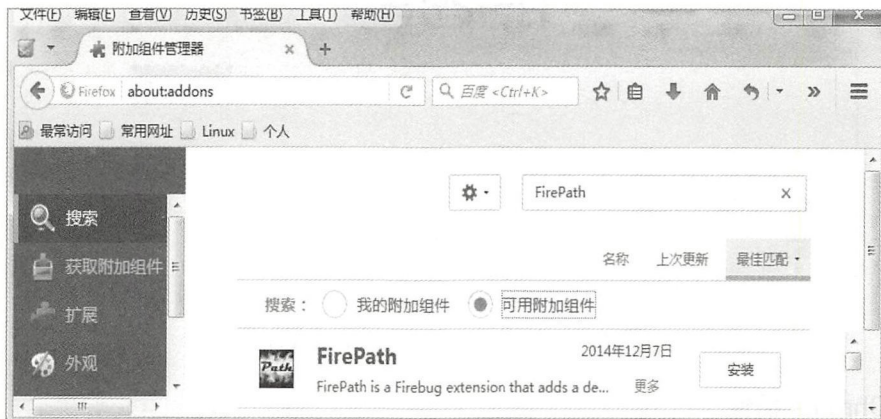 文件(F) 编辑(E) 查看(V) 历史(S) 书签(B) 工具(T) 帮助(H)
附加组件管理器 × +
Firefox about:addons 百度 <Ctrl+K>
最常访问 常用网址 Linux 个人
FirePath ×
搜索
获取附加组件
扩展
外观
名称 上次更新 最佳匹配
搜索： 我的附加组件 可用附加组件
Path
FirePath 2014年12月7日 安装
FirePath is a Firebug extension that adds a de... 更多